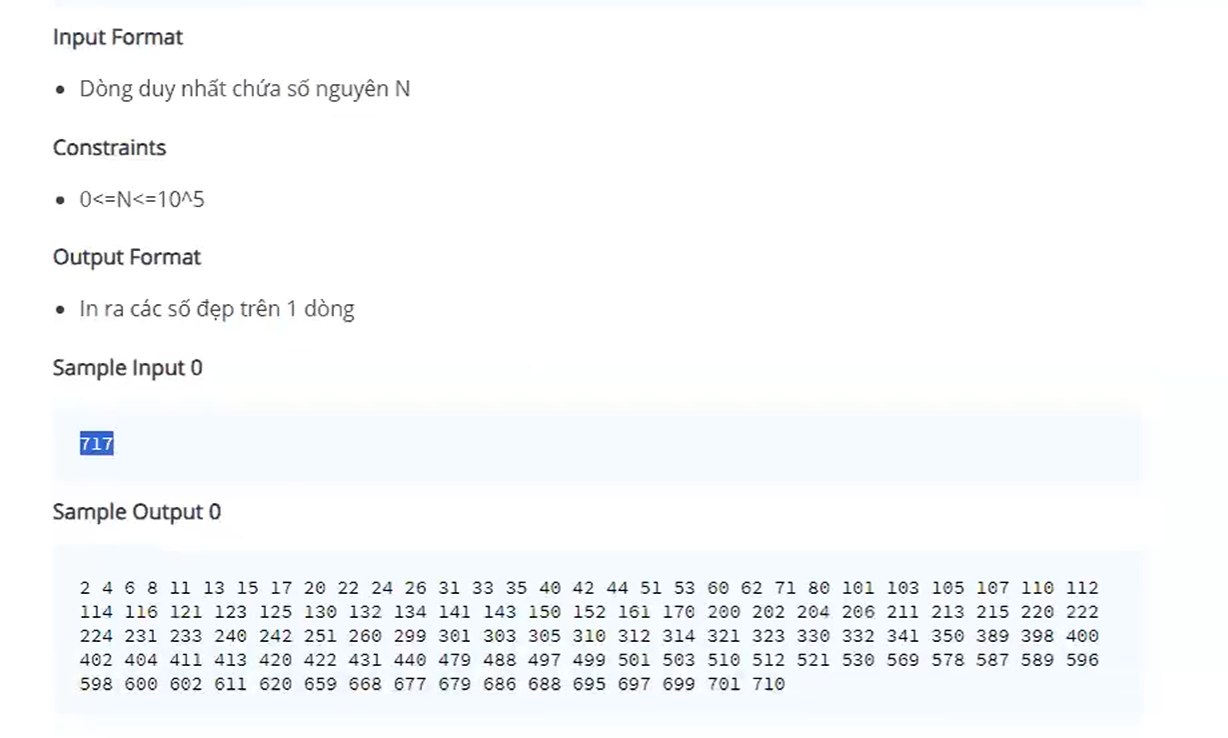 Input Format
• Dòng duy nhất chứa số nguyên N
Constraints
• 0<=N<=10^5
Output Format
• In ra các số đẹp trên 1 dòng
Sample Input 0
717
Sample Output 0
2 4 6 8 11 13 15 17 20 22 24 26 31 33 35 40 42 44 51 53 60 62 71 80 101 103 105 107 110 112
114 116 121 123 125 130 132 134 141 143 150 152 161 170 200 202 204 206 211 213 215 220 222
224 231 233 240 242 251 260 299 301 303 305 310 312 314 321 323 330 332 341 350 389 398 400
402 404 411 413 420 422 431 440 479 488 497 499 501 503 510 512 521 530 569 578 587 589 596
598 600 602 611 620 659 668 677 679 686 688 695 697 699 701 710